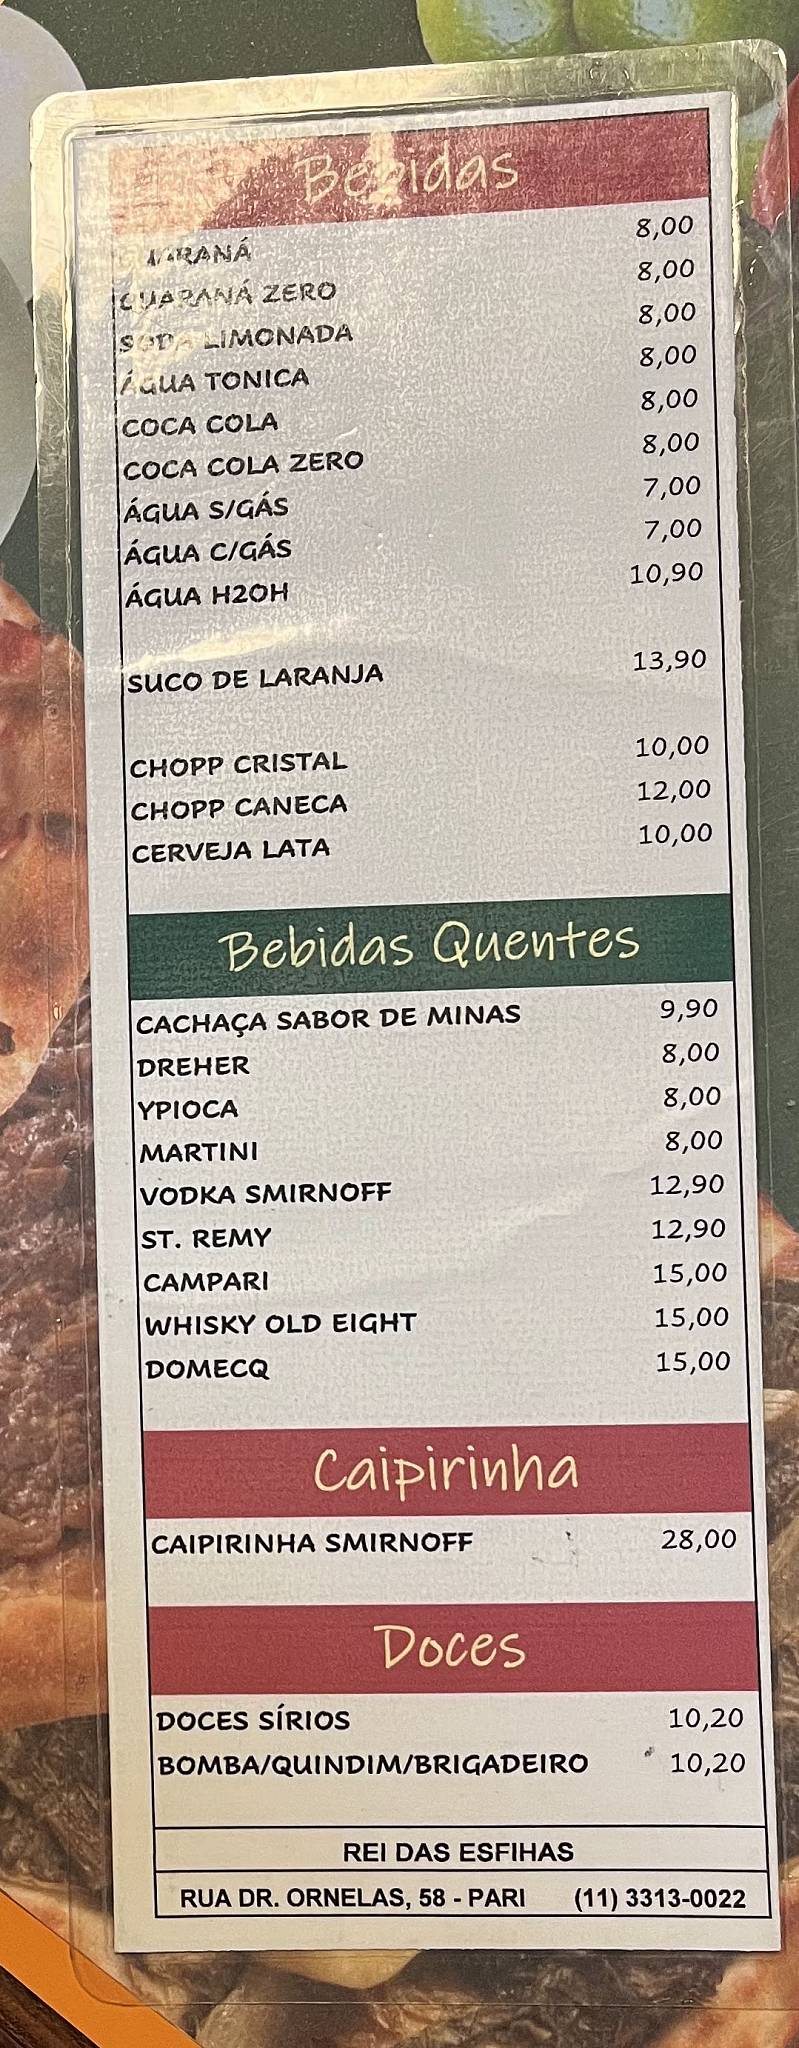 Bebidas
GUARANÁ 8,00
GUARANÁ ZERO 8,00
SODA LIMONADA 8,00
ÁGUA TONICA 8,00
COCA COLA 8,00
COCA COLA ZERO 8,00
ÁGUA S/GÁS 7,00
ÁGUA C/GÁS 7,00
ÁGUA H2OH 10,90
SUCO DE LARANJA 13,90
CHOPP CRISTAL 10,00
CHOPP CANECA 12,00
CERVEJA LATA 10,00
Bebidas Quentes
CACHAÇA SABOR DE MINAS 9,90
DREHER 8,00
YPIOCA 8,00
MARTINI 8,00
VODKA SMIRNOFF 12,90
ST. REMY 12,90
CAMPARI 15,00
WHISKY OLD EIGHT 15,00
DOMECQ 15,00
Caipirinha
CAIPIRINHA SMIRNOFF 28,00
Doces
DOCES SÍRIOS 10,20
BOMBA/QUINDIM/BRIGADEIRO 10,20
REI DAS ESFIHAS
RUA DR. ORNELAS, 58 - PARI (11) 3313-0022